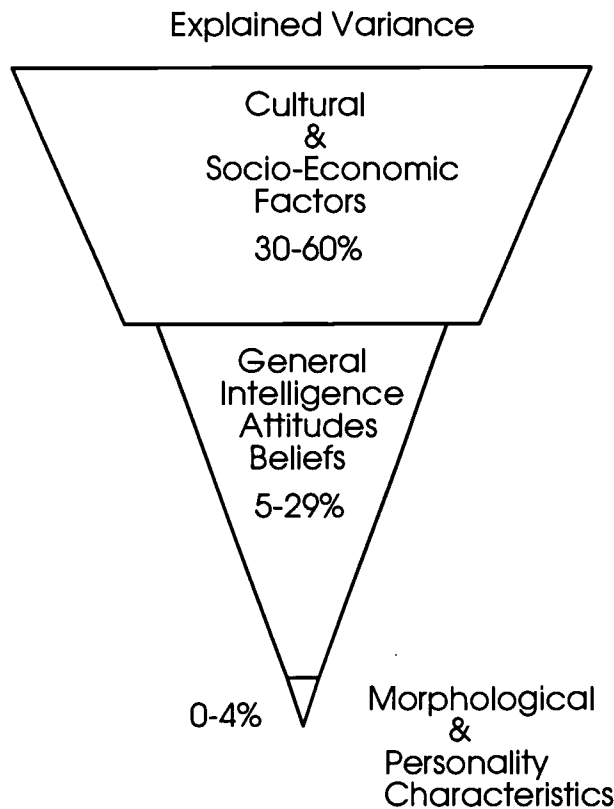 Explained Variance
Cultural
&
Socio-Economic
Factors
30-60%
General
Intelligence
Attitudes
Beliefs
5-29%
0-4%
Morphological
&
Personality
Characteristics